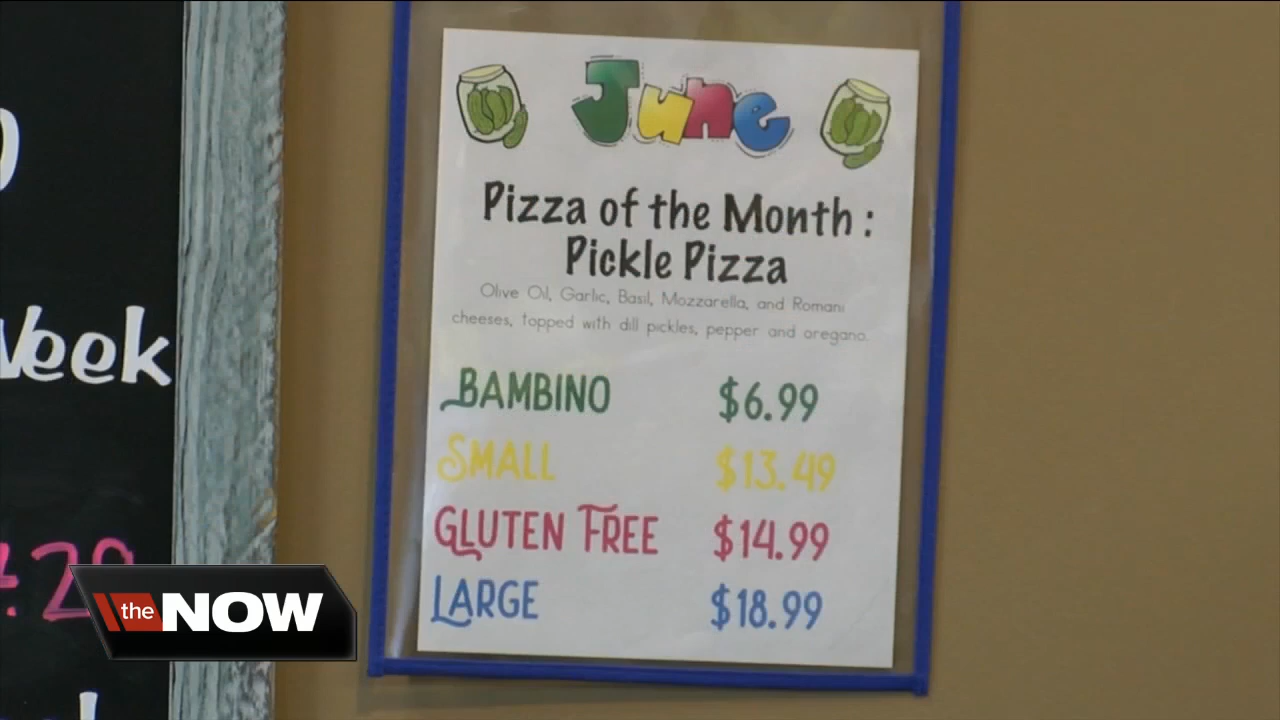 June
Pizza of the Month :
Pickle Pizza
Olive Oil, Garlic, Basil, Mozzarella, and Romani
cheeses, topped with dill pickles, pepper and oregano.
BAMBINO $6.99
SMALL $13.49
GLUTEN FREE $14.99
LARGE $18.99
Week
the NOW